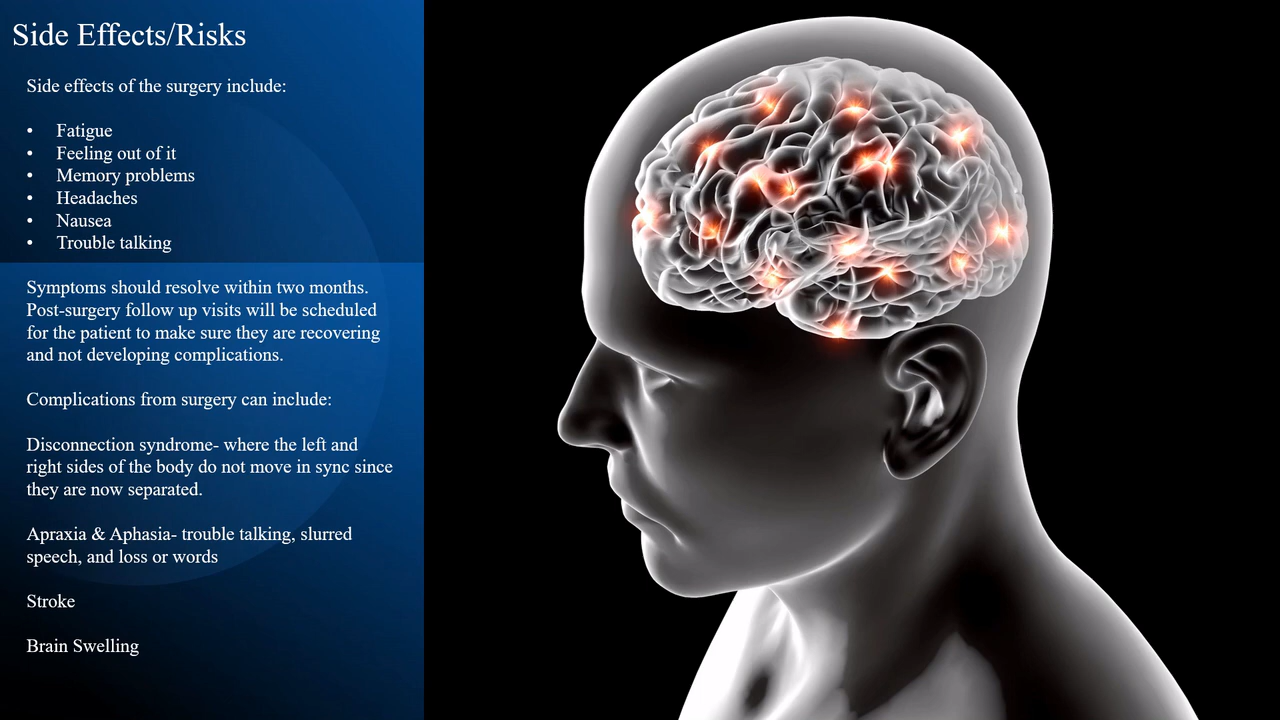 Side Effects/Risks
Side effects of the surgery include:
• Fatigue
• Feeling out of it
• Memory problems
• Headaches
• Nausea
• Trouble talking
Symptoms should resolve within two months.
Post-surgery follow up visits will be scheduled
for the patient to make sure they are recovering
and not developing complications.
Complications from surgery can include:
Disconnection syndrome- where the left and
right sides of the body do not move in sync since
they are now separated.
Apraxia & Aphasia- trouble talking, slurred
speech, and loss or words
Stroke
Brain Swelling